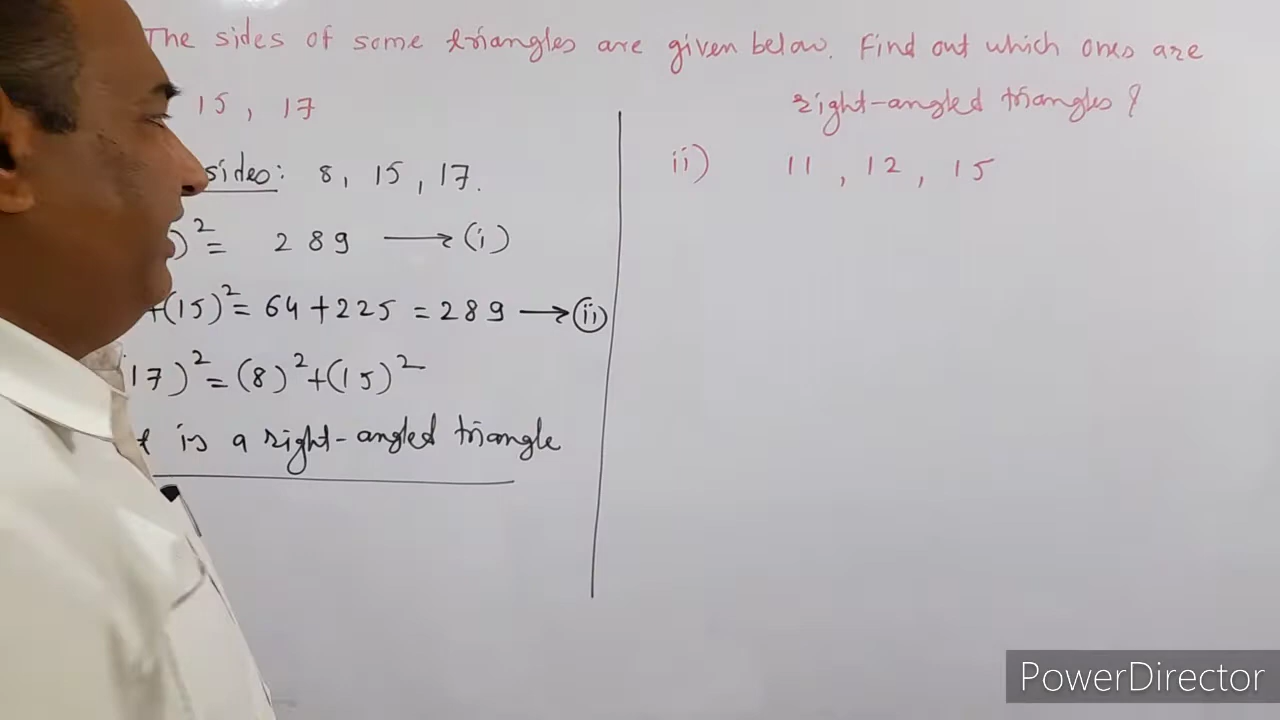 The sides of some triangles are given below. Find out which ones are
right-angled triangles ?
15 , 17
sides: 8, 15, 17.
)² = 289 → (i)
+(15)² = 64 + 225 = 289 → (ii)
17)² = (8)² + (15)²
is a right-angled triangle
ii) 11 , 12 , 15
PowerDirector